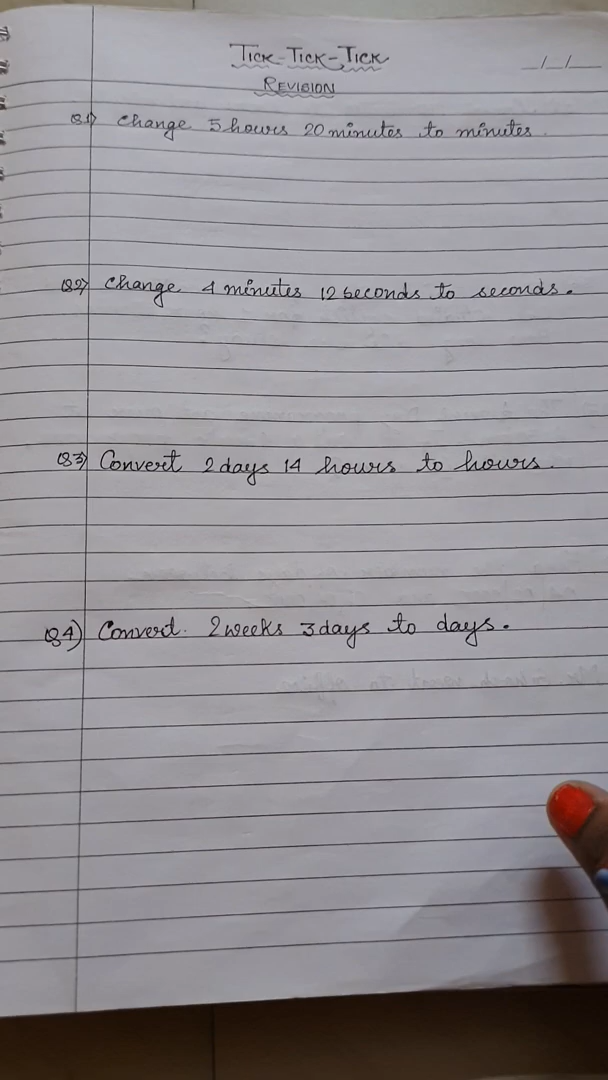 TICK-TICK-TICK
REVISION
Q1) Change 5 hours 20 minutes to minutes.
Q2) Change 4 minutes 12 seconds to seconds.
Q3) Convert 2 days 14 hours to hours.
Q4) Convert. 2 weeks 3 days to days.